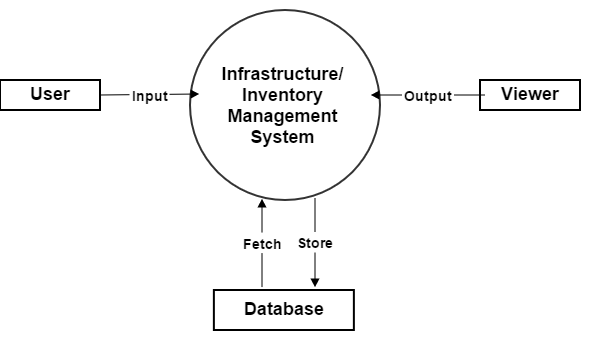 Infrastructure/
Inventory
Management
System
User
Input
Output
Viewer
Fetch
Store
Database